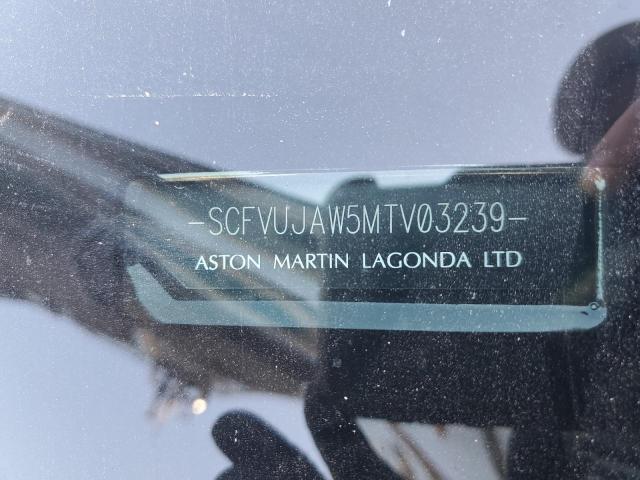 -SCFVUJAW5MTV03239-
ASTON MARTIN LAGONDA LTD